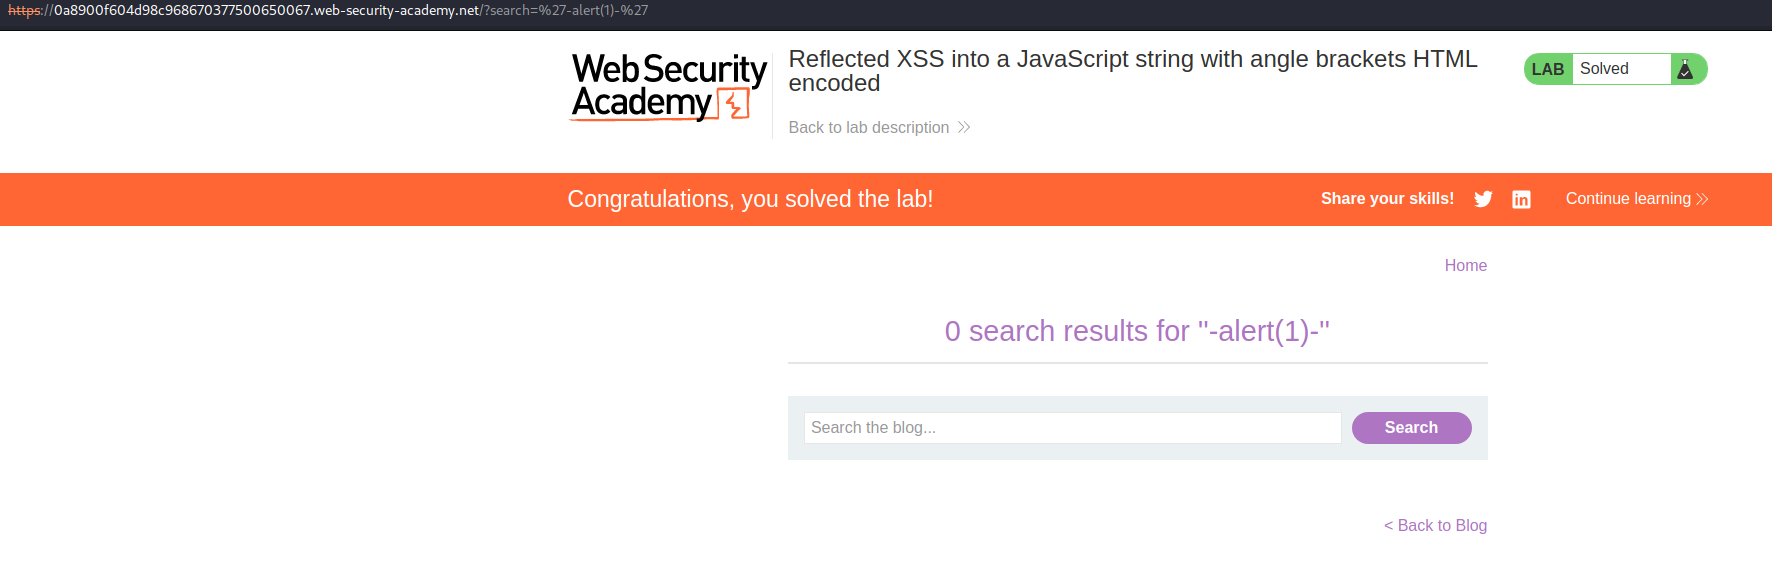 https://0a8900f604d98c968670377500650067.web-security-academy.net/?search=%27-alert(1)-%27
Web Security
Academy
Reflected XSS into a JavaScript string with angle brackets HTML
encoded
Back to lab description
LAB Solved
Congratulations, you solved the lab!
Share your skills!
Continue learning
Home
0 search results for "-alert(1)-"
Search the blog...
Search
< Back to Blog